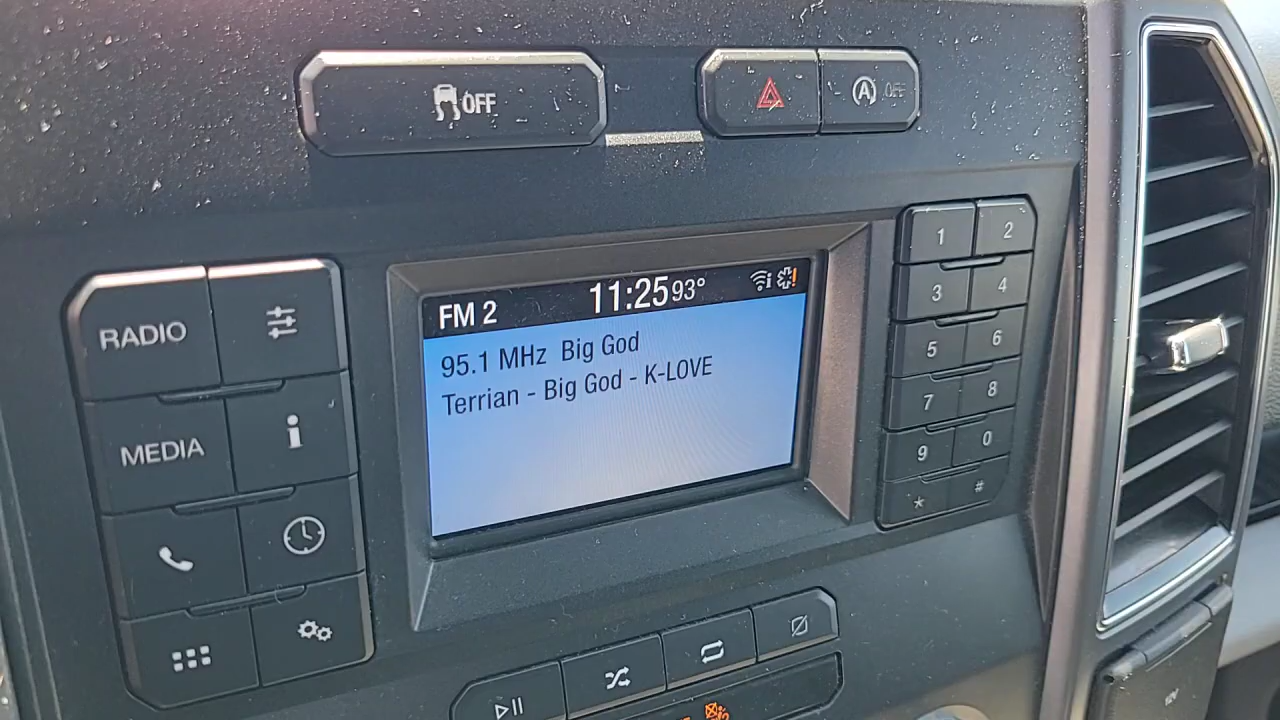 OFF
A OFF
FM 2 11:25 93° i !
95.1 MHz Big God
Terrian - Big God - K-LOVE
RADIO
MEDIA i
1 2
3 4
5 6
7 8
9 0
* #